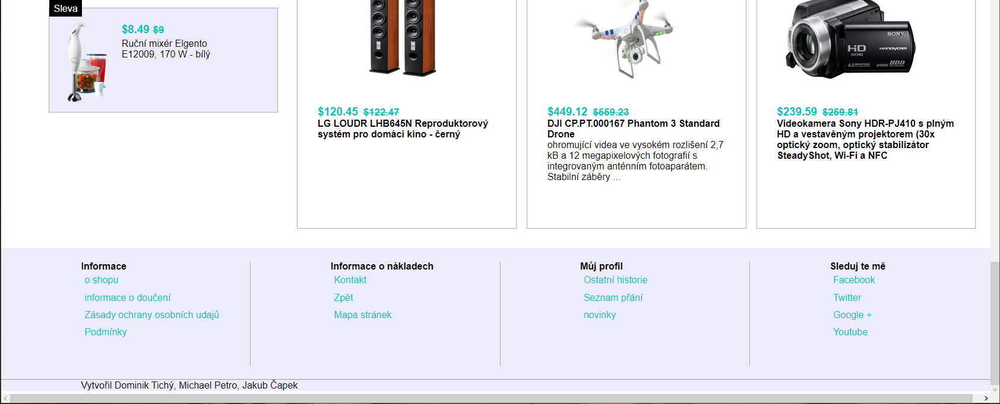 Sleva
$8.49 $9
Ruční mixér Elgento
E12009, 170 W - bílý
$120.45 $122.47
LG LOUDR LHB645N Reproduktorový
systém pro domácí kino - černý
$449.12 $559.23
DJI CP.PT.000167 Phantom 3 Standard
Drone
ohromující videa ve vysokém rozlišení 2,7
kB a 12 megapixelových fotografií s
integrovaným anténním fotoaparátem.
Stabilní záběry ...
SONY
HD
AVCHD
HANDYCAM
4.0 MEGA PIXELS
HYBRID HDD
$239.59 $259.81
Videokamera Sony HDR-PJ410 s plným
HD a vestavěným projektorem (30x
optický zoom, optický stabilizátor
SteadyShot, Wi-Fi a NFC
Informace
o shopu
informace o doučení
Zásady ochrany osobních udajů
Podmínky
Informace o nákladech
Kontakt
Zpět
Mapa stránek
Můj profil
Ostatní historie
Seznam přání
novinky
Sleduj te mě
Facebook
Twitter
Google +
Youtube
Vytvořil Dominik Tichý, Michael Petro, Jakub Čapek